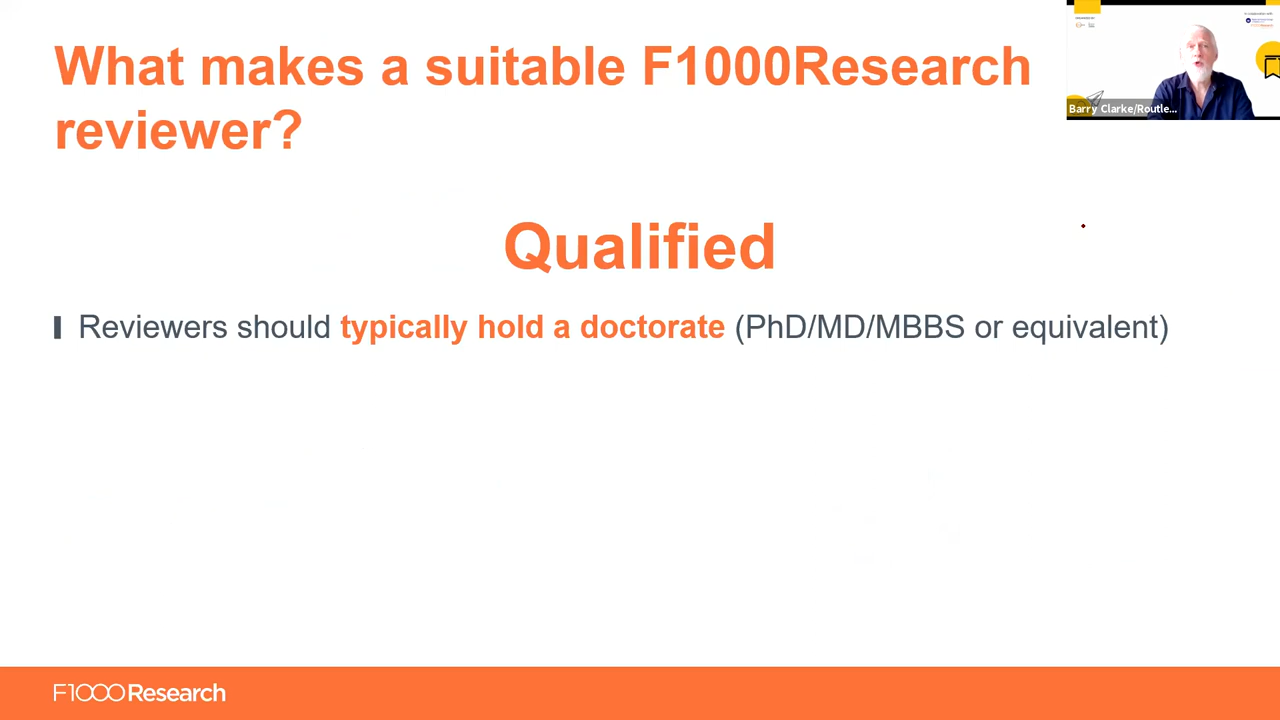 What makes a suitable F1000Research
reviewer?
Barry Clarke/Routle...
Qualified
Reviewers should typically hold a doctorate (PhD/MD/MBBS or equivalent)
F1000Research